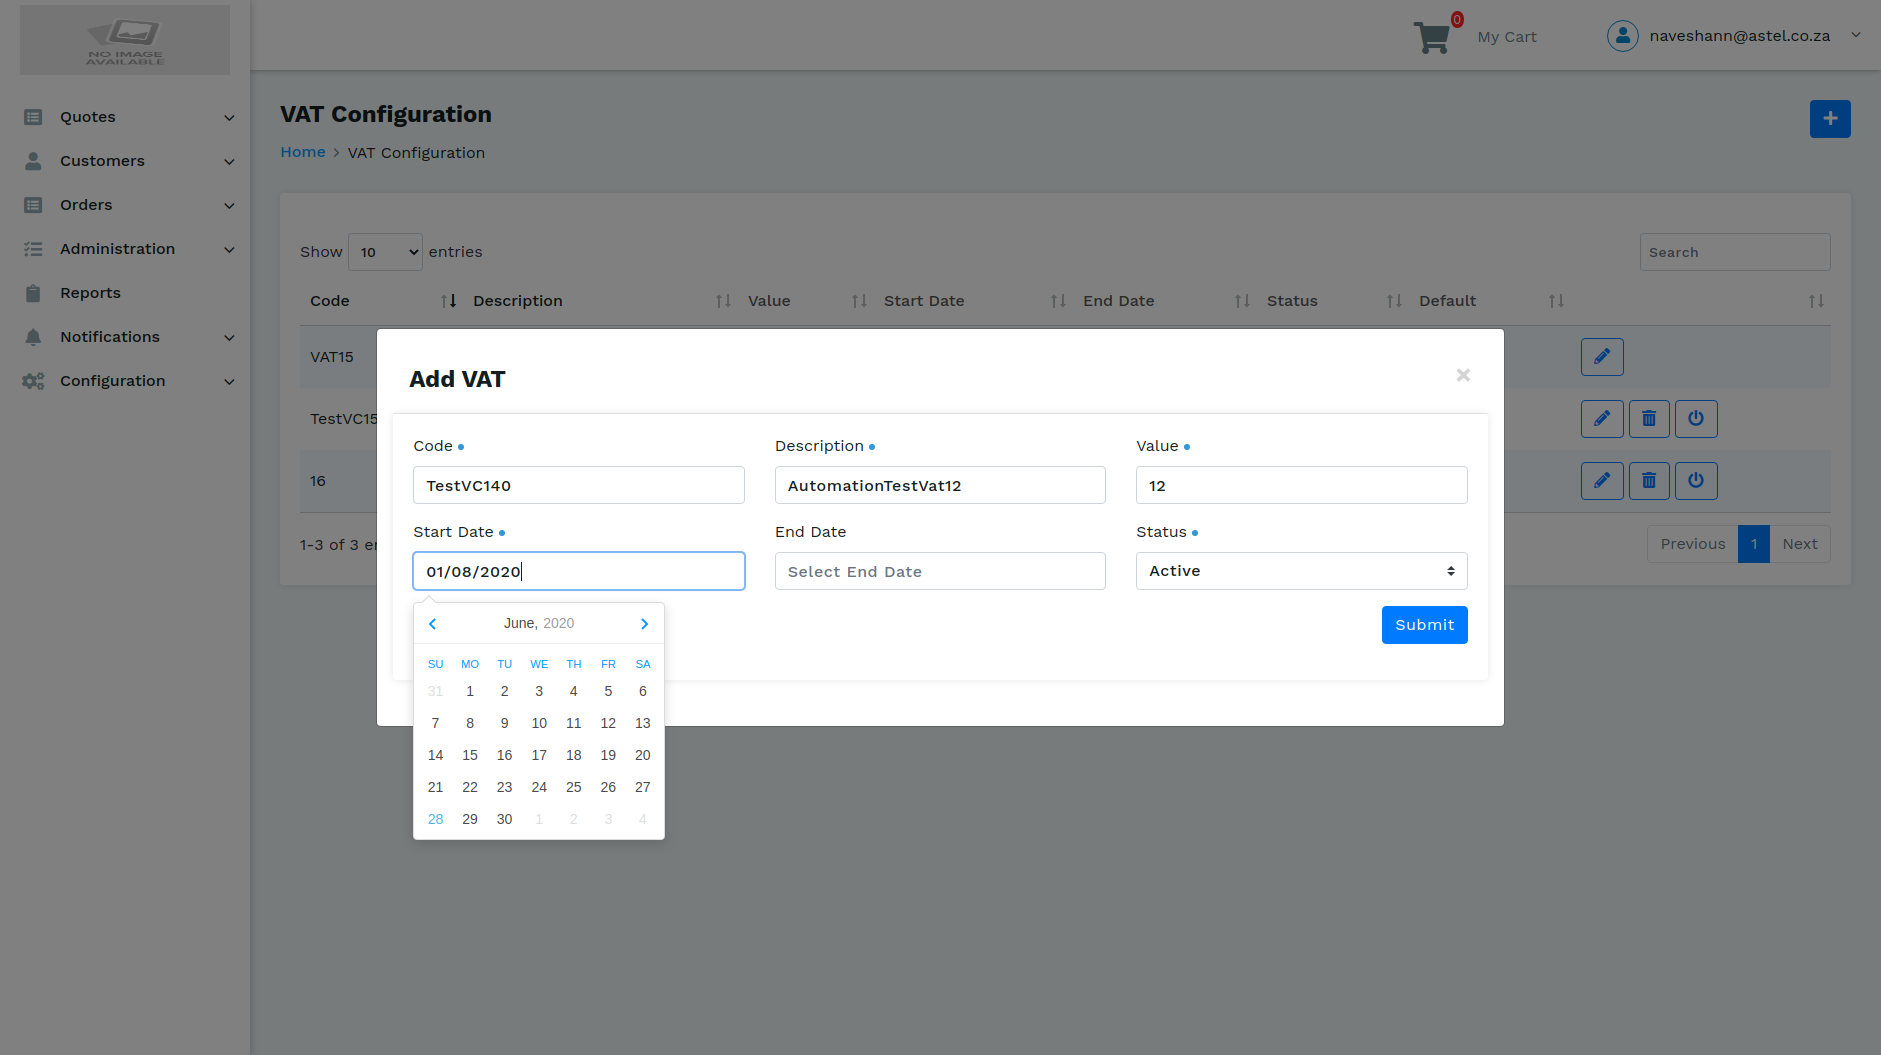 NO IMAGE
AVAILABLE
0
My Cart
naveshann@astel.co.za
Quotes
Customers
Orders
Administration
Reports
Notifications
Configuration
VAT Configuration
Home > VAT Configuration
Show 10 entries
Search
Code Description Value Start Date End Date Status Default
VAT15
TestVC15
16
1-3 of 3 er
Previous 1 Next
Add VAT
×
Code Description Value
TestVC140 AutomationTestVat12 12
Start Date End Date Status
01/08/2020 Select End Date Active
Submit
June, 2020
SU MO TU WE TH FR SA
31 1 2 3 4 5 6
7 8 9 10 11 12 13
14 15 16 17 18 19 20
21 22 23 24 25 26 27
28 29 30 1 2 3 4